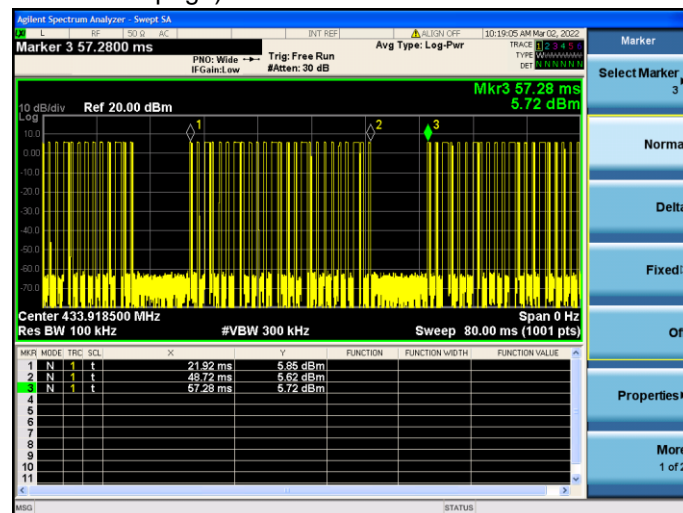 Agilent Spectrum Analyzer - Swept SA
L RF 50 Ω AC INT REF ALIGN OFF 10:19:05 AM Mar 02, 2022
Marker 3 57.2800 ms
PNO: Wide Trig: Free Run Avg Type: Log-Pwr TRACE 1 2 3 4 5 6
TYPE WWWWWW
IFGain:Low #Atten: 30 dB DET N N N N N N
Mkr3 57.28 ms
5.72 dBm
10 dB/div Ref 20.00 dBm
Log
1 2 3
10.0
0.00
-10.0
-20.0
-30.0
-40.0
-50.0
-60.0
-70.0
Center 433.918500 MHz Span 0 Hz
Res BW 100 kHz #VBW 300 kHz Sweep 80.00 ms (1001 pts)
MKR MODE TRC SCL X Y FUNCTION FUNCTION WIDTH FUNCTION VALUE
1 N 1 t 21.92 ms 5.85 dBm
2 N 1 t 48.72 ms 5.62 dBm
3 N 1 t 57.28 ms 5.72 dBm
4
5
6
7
8
9
10
11
MSG STATUS
Marker
Select Marker
3
Norma
Delta
Fixed
Of
Properties
More
1 of 2